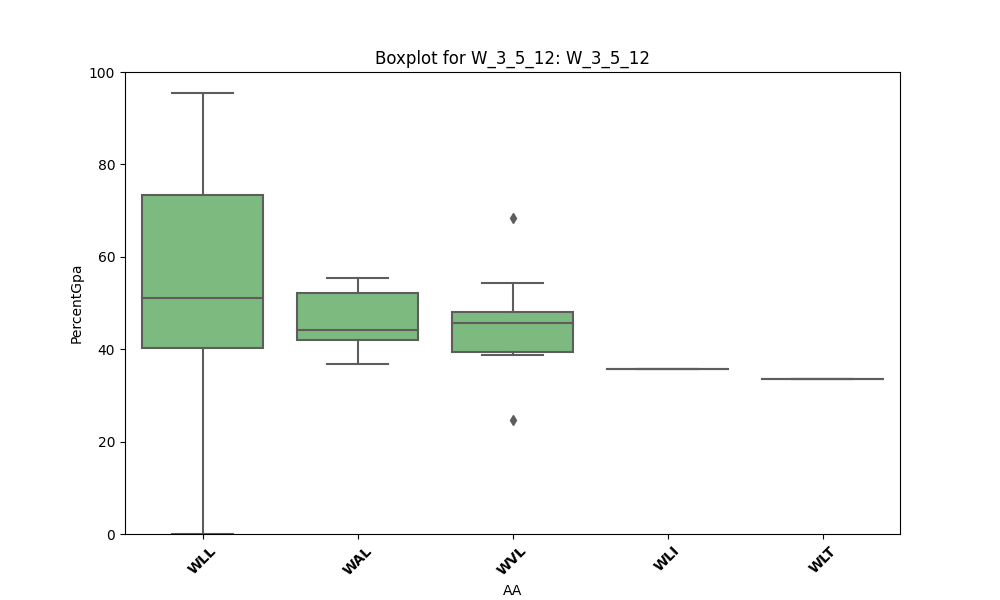 Boxplot for W_3_5_12: W_3_5_12
100
80
60
40
20
0
PercentGpa
WLL
WAL
WVL
WLI
WLT
AA